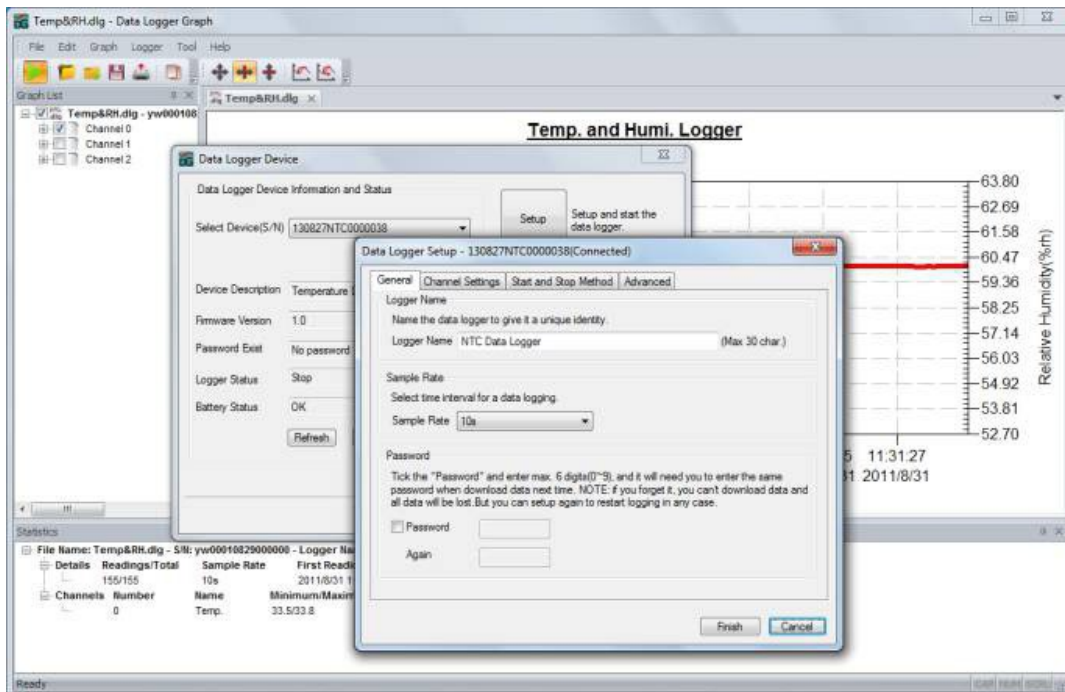 Temp&RH.dlg - Data Logger Graph
File Edit Graph Logger Tool Help
Graph List
Temp&RH.dlg
Temp&RH.dlg - yw000108
Channel 0
Channel 1
Channel 2
Temp. and Humi. Logger
63.80
62.69
61.58
60.47
59.36
58.25
57.14
56.03
54.92
53.81
52.70
Relative Humidity(%rh)
11:31:27
2011/8/31
Data Logger Device
Data Logger Device Information and Status
Select Device(S/N) 130827NTC0000038
Setup
Setup and start the
data logger.
Device Description Temperature
Firmware Version 1.0
Password Exist No password
Logger Status Stop
Battery Status OK
Refresh
Data Logger Setup - 130827NTC0000038(Connected)
General Channel Settings Start and Stop Method Advanced
Logger Name
Name the data logger to give it a unique identity.
Logger Name NTC Data Logger (Max 30 char.)
Sample Rate
Select time interval for a data logging.
Sample Rate 10s
Password
Tick the "Password" and enter max. 6 digits(0~9), and it will need you to enter the same
password when download data next time. NOTE: if you forget it, you can't download data and
all data will be lost.But you can setup again to restart logging in any case.
Password
Again
Finish Cancel
Statistics
File Name: Temp&RH.dlg - S/N: yw00010829000000 - Logger
Details Readings/Total Sample Rate First
155/155 10s 2011/8/31
Channels Number Name
0 Temp. 33.5/33.8
Ready
CAP NUM SCRL